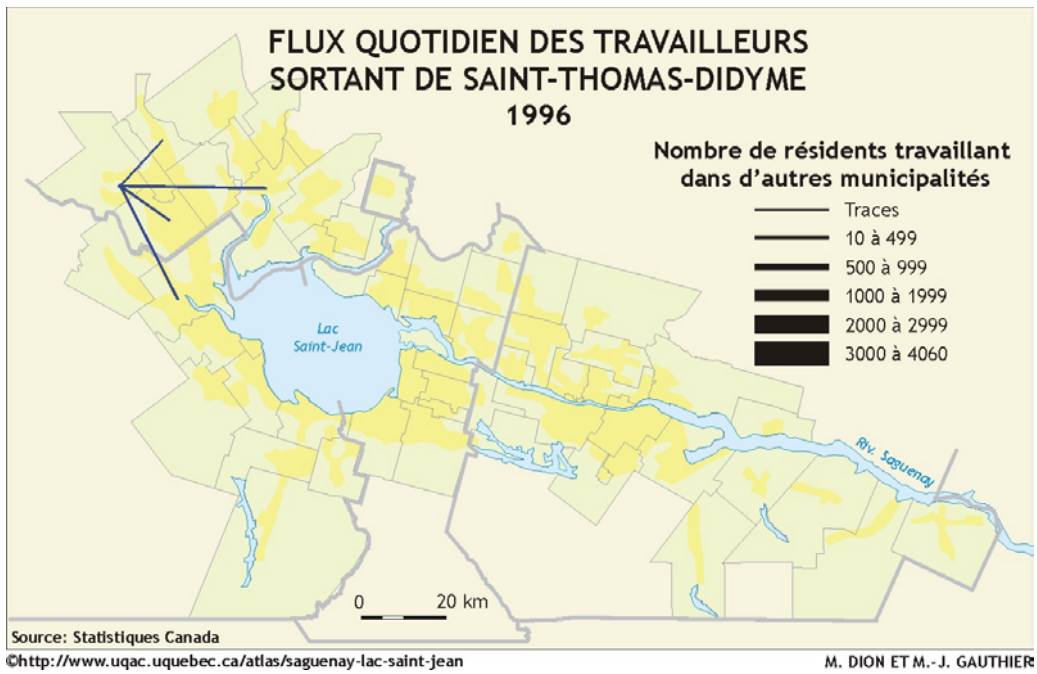 FLUX QUOTIDIEN DES TRAVAILLEURS
SORTANT DE SAINT-THOMAS-DIDYME
1996
Nombre de résidents travaillant
dans d'autres municipalités
Traces
10 à 499
500 à 999
1000 à 1999
2000 à 2999
3000 à 4060
Lac
Saint-Jean
Riv. Saguenay
0 20 km
Source: Statistiques Canada
©http://www.uqac.uquebec.ca/atlas/saguenay-lac-saint-jean
M. DION ET M.-J. GAUTHIER